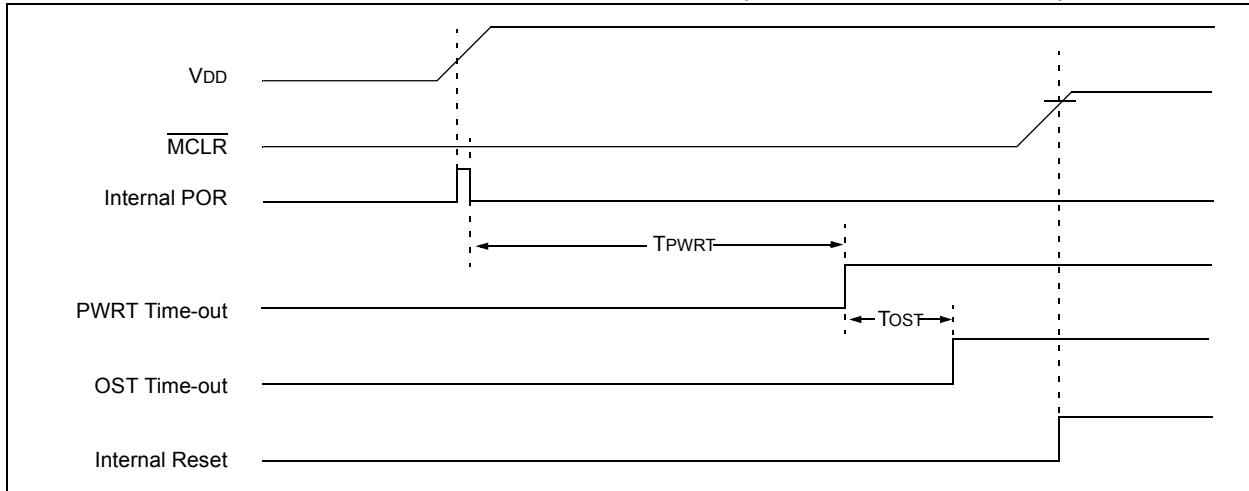 VDD
MCLR
Internal POR
TPWRT
PWRT Time-out
TOST
OST Time-out
Internal Reset